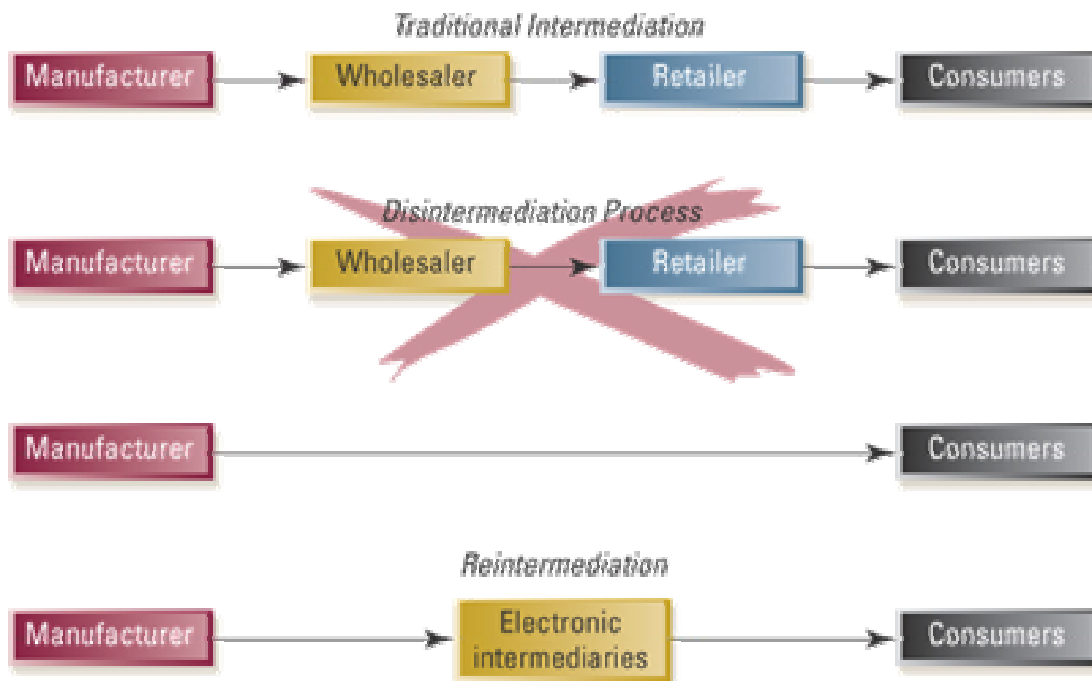 Traditional Intermediation
Manufacturer
Wholesaler
Retailer
Consumers
Disintermediation Process
Manufacturer
Wholesaler
Retailer
Consumers
Manufacturer
Consumers
Reintermediation
Manufacturer
Electronic
intermediaries
Consumers